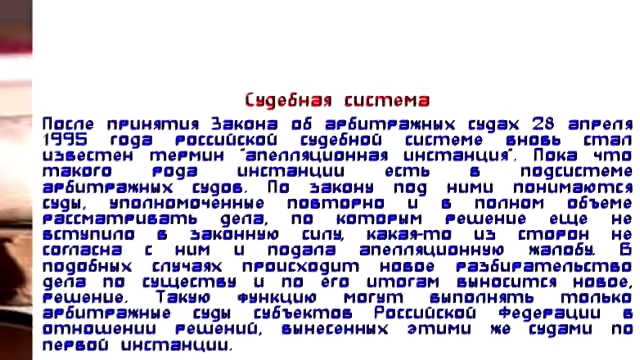 Судебная система
После принятия Закона об арбитражных судах 28 апреля
1995 года российской судебной системе вновь стал
известен термин "апелляционная инстанция". Пока что
такого рода инстанции есть в подсистеме
арбитражных судов. По закону под ними понимаются
суды, уполномоченные повторно и в полном объеме
рассматривать дела, по которым решение еще не
вступило в законную силу, какая-то из сторон не
согласна с ним и подала апелляционную жалобу. В
подобных случаях происходит новое разбирательство
дела по существу и по его итогам выносится новое,
решение. Такую функцию могут выполнять только
арбитражные суды субъектов Российской Федерации в
отношении решений, вынесенных этими же судами по
первой инстанции.